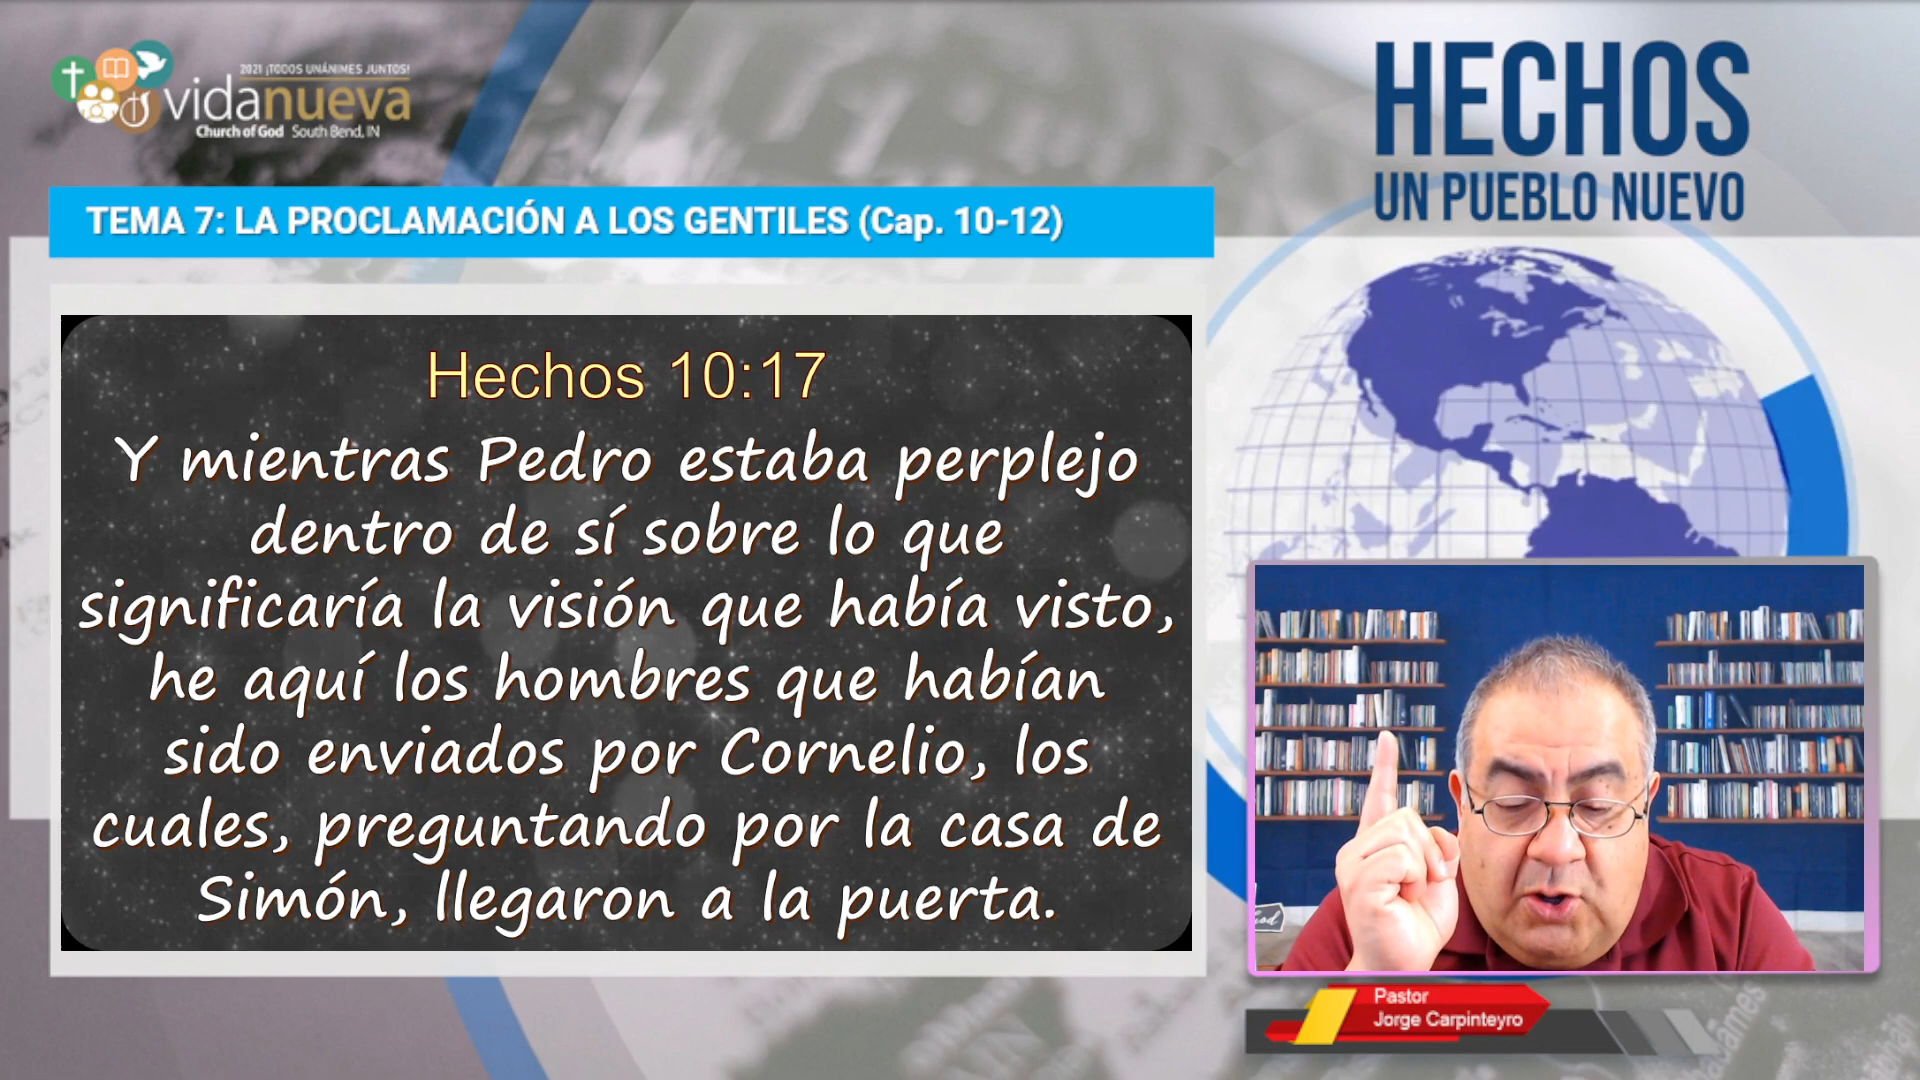 2021 ¡TODOS UNÁNIMES JUNTOS!
vidanueva
Church of God South Bend, IN
HECHOS
UN PUEBLO NUEVO
TEMA 7: LA PROCLAMACIÓN A LOS GENTILES (Cap. 10-12)
Hechos 10:17
Y mientras Pedro estaba perplejo
dentro de sí sobre lo que
significaría la visión que había visto,
he aquí los hombres que habían
sido enviados por Cornelio, los
cuales, preguntando por la casa de
Simón, llegaron a la puerta.
Pastor
Jorge Carpinteyro